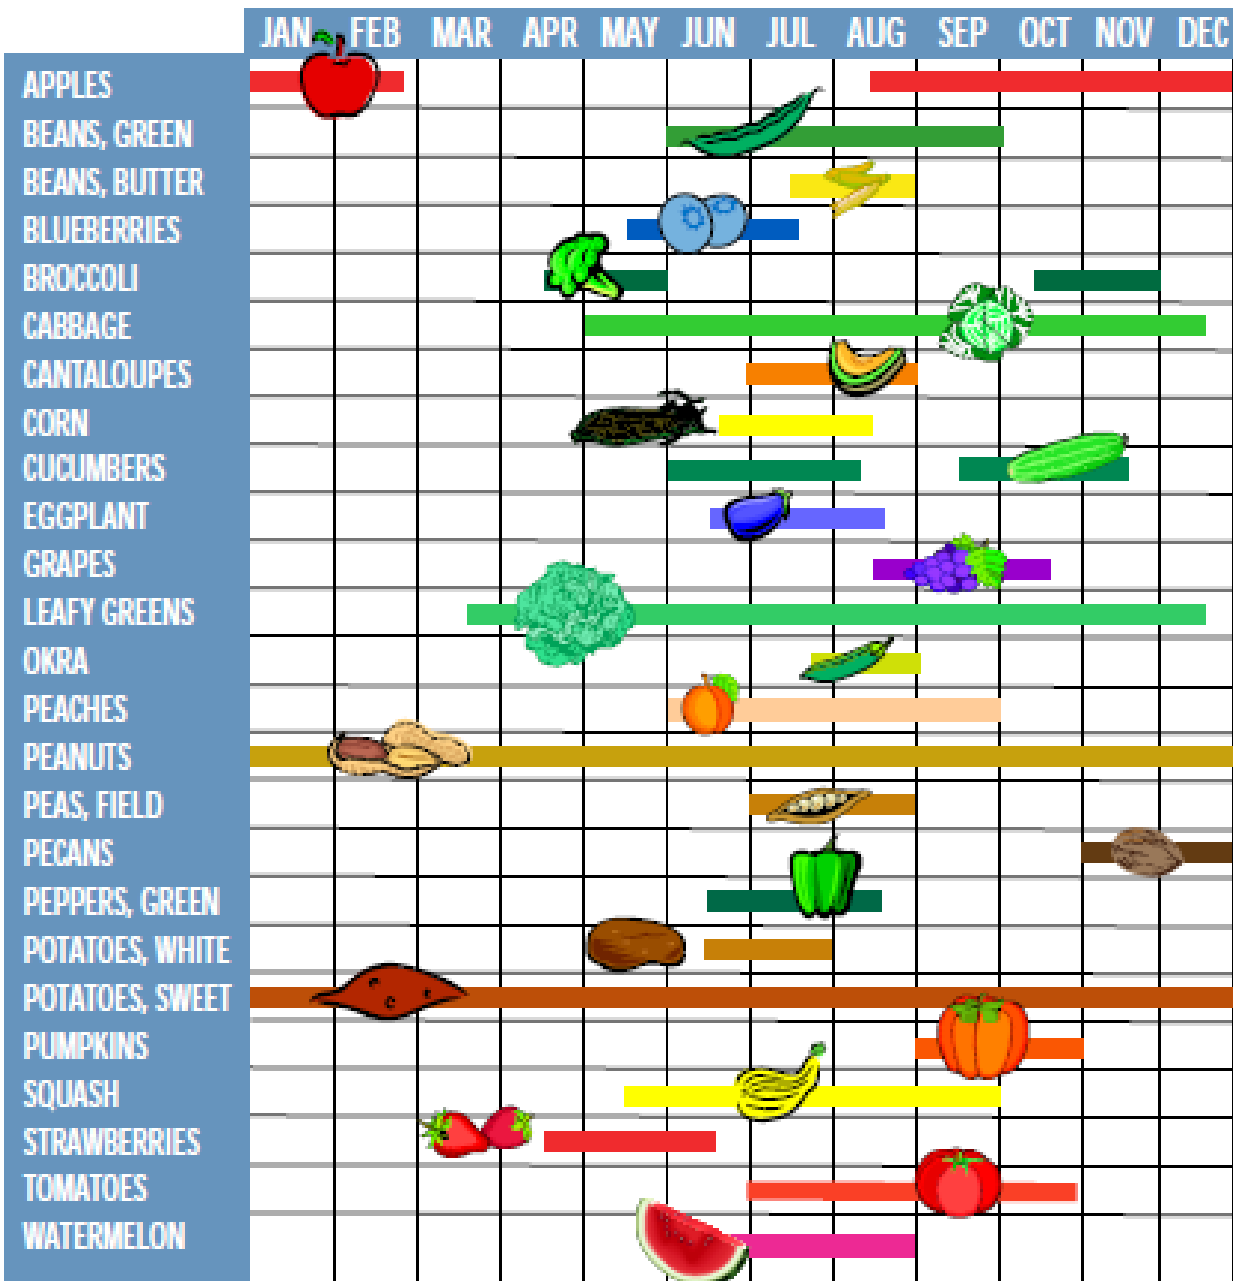 JAN FEB MAR APR MAY JUN JUL AUG SEP OCT NOV DEC
APPLES
BEANS, GREEN
BEANS, BUTTER
BLUEBERRIES
BROCCOLI
CABBAGE
CANTALOUPES
CORN
CUCUMBERS
EGGPLANT
GRAPES
LEAFY GREENS
OKRA
PEACHES
PEANUTS
PEAS, FIELD
PECANS
PEPPERS, GREEN
POTATOES, WHITE
POTATOES, SWEET
PUMPKINS
SQUASH
STRAWBERRIES
TOMATOES
WATERMELON